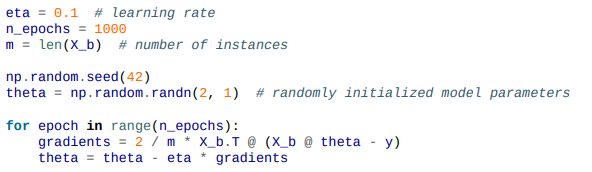 eta = 0.1  # learning rate
n_epochs = 1000
m = len(X_b)  # number of instances

np.random.seed(42)
theta = np.random.randn(2, 1)  # randomly initialized model parameters

for epoch in range(n_epochs):
    gradients = 2 / m * X_b.T @ (X_b @ theta - y)
    theta = theta - eta * gradients